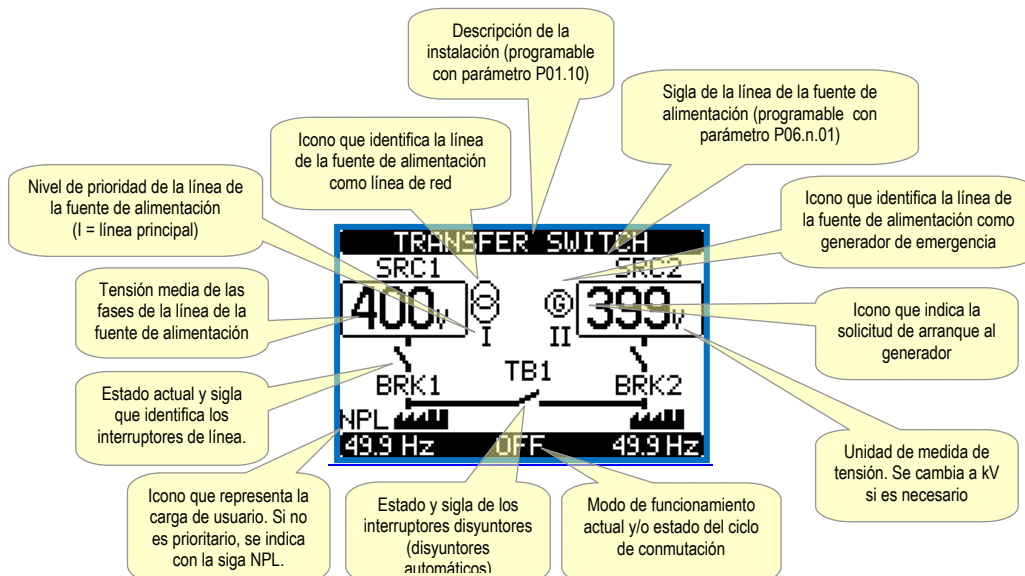 Descripción de la
instalación (programable
con parámetro P01.10)
Sigla de la línea de la fuente de
alimentación (programable con
parámetro P06.n.01)
Icono que identifica la línea
de la fuente de alimentación
como línea de red
Nivel de prioridad de la línea de
la fuente de alimentación
(I = línea principal)
Icono que identifica la línea de
la fuente de alimentación como
generador de emergencia
Tensión media de las
fases de la línea de la
fuente de alimentación
Icono que indica la
solicitud de arranque al
generador
Estado actual y sigla
que identifica los
interruptores de línea.
Unidad de medida de
tensión. Se cambia a kV
si es necesario
Icono que representa la
carga de usuario. Si no
es prioritario, se indica
con la siga NPL.
Estado y sigla de los
interruptores disyuntores
(disyuntores
automáticos)
Modo de funcionamiento
actual y/o estado del ciclo
de conmutación
TRANSFER SWITCH
SRC1 SRC2
400V G 399V
I II
TB1
BRK1 BRK2
NPL
49.9 Hz OFF 49.9 Hz